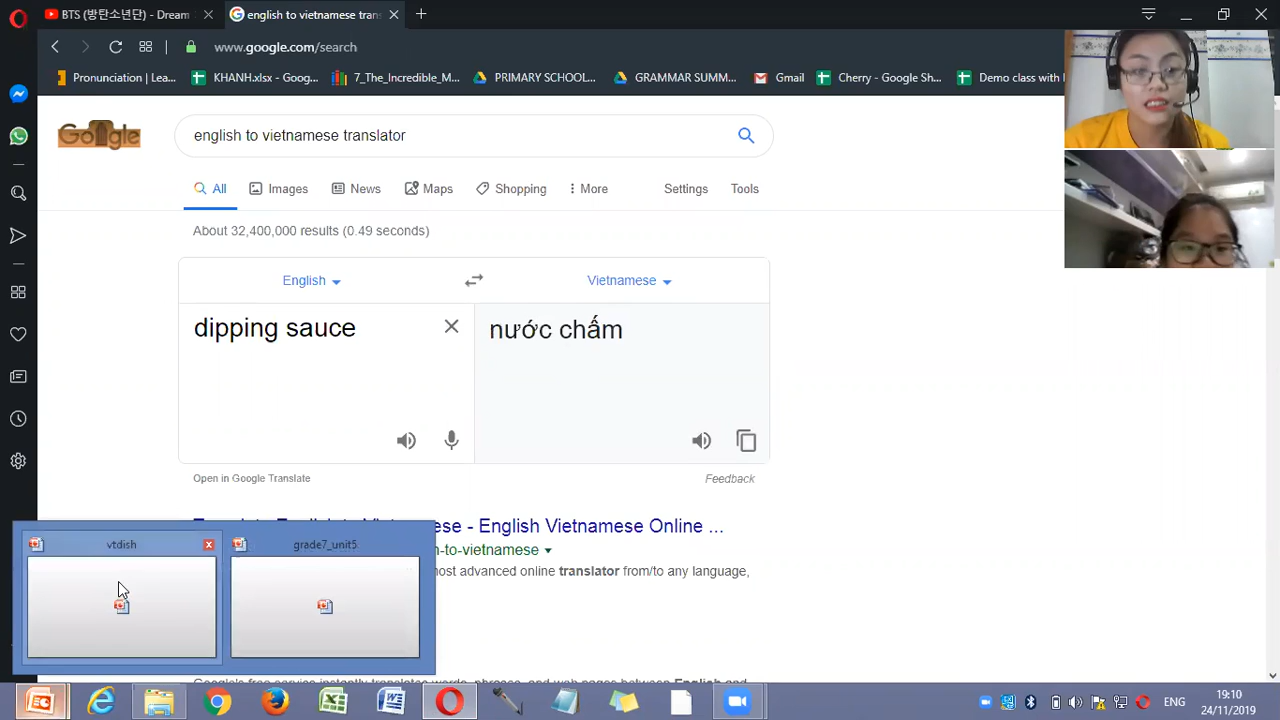 BTS (방탄소년단) - Dream
english to vietnamese tran
www.google.com/search
Pronunciation | Lea...
KHANH.xlsx - Goog...
7_The_Incredible_M...
PRIMARY SCHOOL...
GRAMMAR SUMM...
Gmail
Cherry - Google Sh...
Demo class with
Google
english to vietnamese translator
All
Images
News
Maps
Shopping
More
Settings
Tools
About 32,400,000 results (0.49 seconds)
English
Vietnamese
dipping sauce
nước chấm
Open in Google Translate
Feedback
ese - English Vietnamese Online ...
n-to-vietnamese
most advanced online translator from/to any language,
vtdish
grade7_unit5
ENG
19:10
24/11/2019